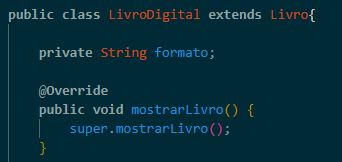 public class LivroDigital extends Livro{
private String formato;
@Override
public void mostrarLivro() {
super.mostrarLivro();
}